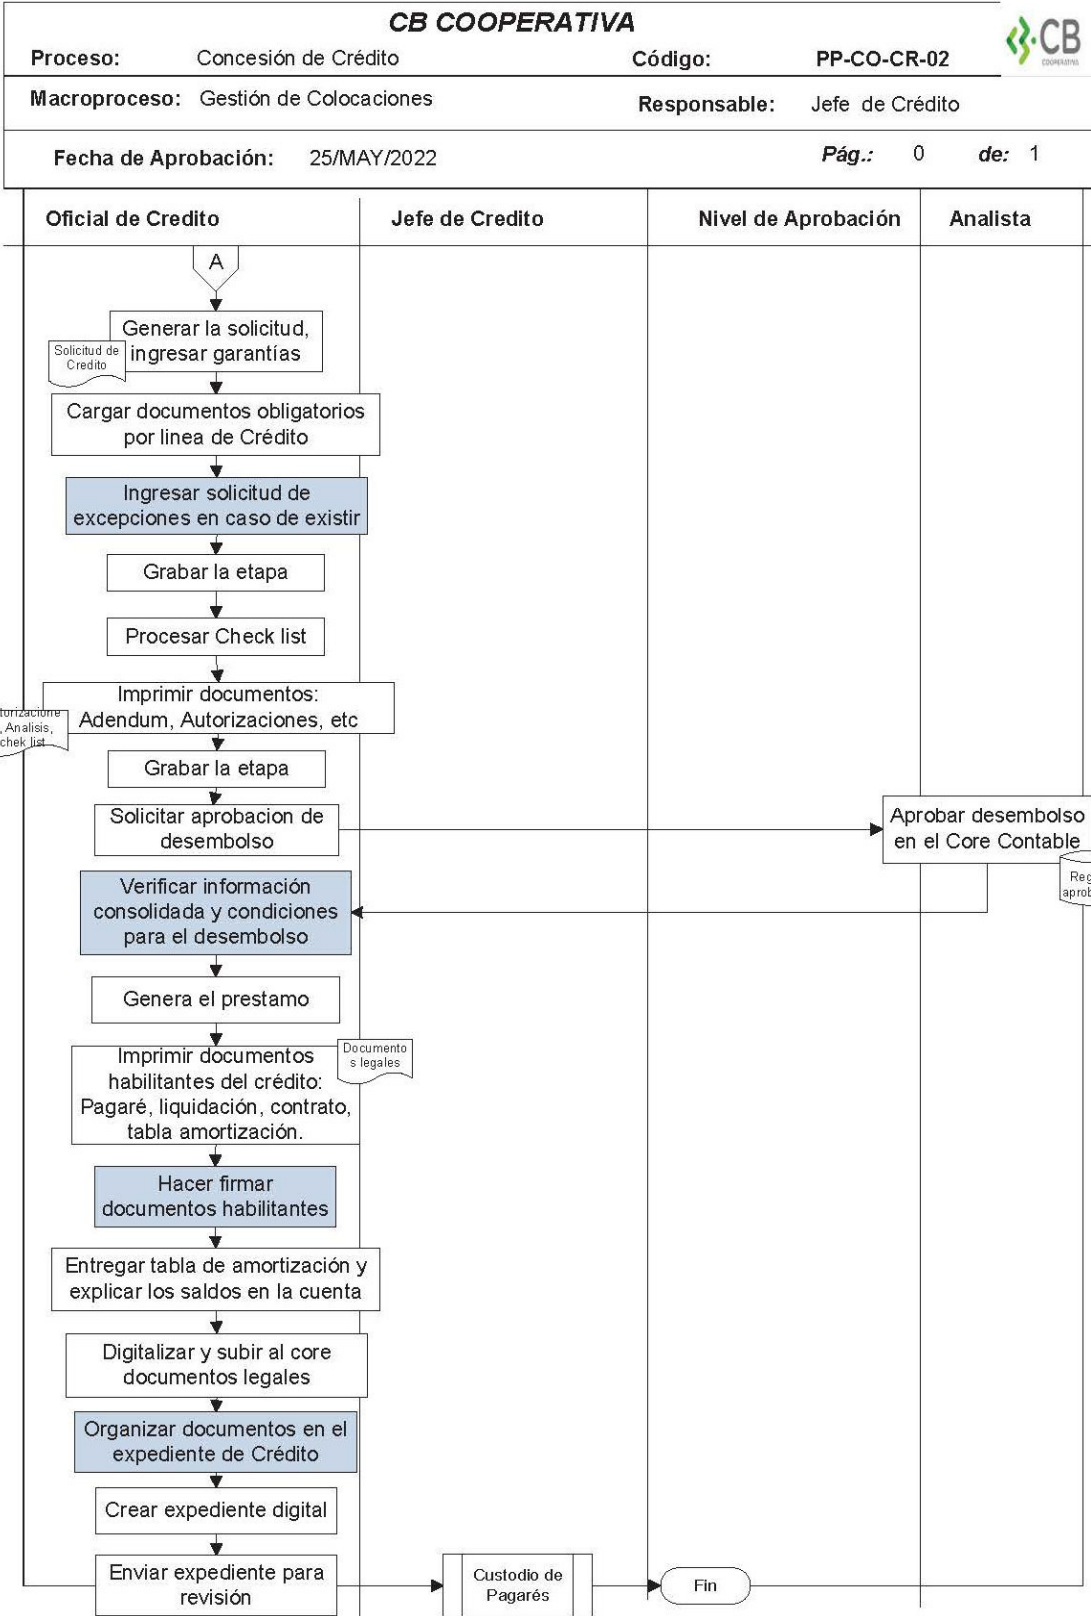 CB COOPERATIVA
CB
COOPERATIVA
Proceso: Concesión de Crédito Código: PP-CO-CR-02
Macroproceso: Gestión de Colocaciones Responsable: Jefe de Crédito
Fecha de Aprobación: 25/MAY/2022 Pág.: 0 de: 1
Oficial de Credito Jefe de Credito Nivel de Aprobación Analista
A
Generar la solicitud,
ingresar garantías
Solicitud de
Credito
Cargar documentos obligatorios
por linea de Crédito
Ingresar solicitud de
excepciones en caso de existir
Grabar la etapa
Procesar Check list
Imprimir documentos:
Adendum, Autorizaciones, etc
torizacione
, Analisis,
chek list
Grabar la etapa
Solicitar aprobacion de
desembolso
Aprobar desembolso
en el Core Contable
Reg
aprob
Verificar información
consolidada y condiciones
para el desembolso
Genera el prestamo
Imprimir documentos
habilitantes del crédito:
Pagaré, liquidación, contrato,
tabla amortización.
Documento
s legales
Hacer firmar
documentos habilitantes
Entregar tabla de amortización y
explicar los saldos en la cuenta
Digitalizar y subir al core
documentos legales
Organizar documentos en el
expediente de Crédito
Crear expediente digital
Enviar expediente para
revisión
Custodio de
Pagarés
Fin